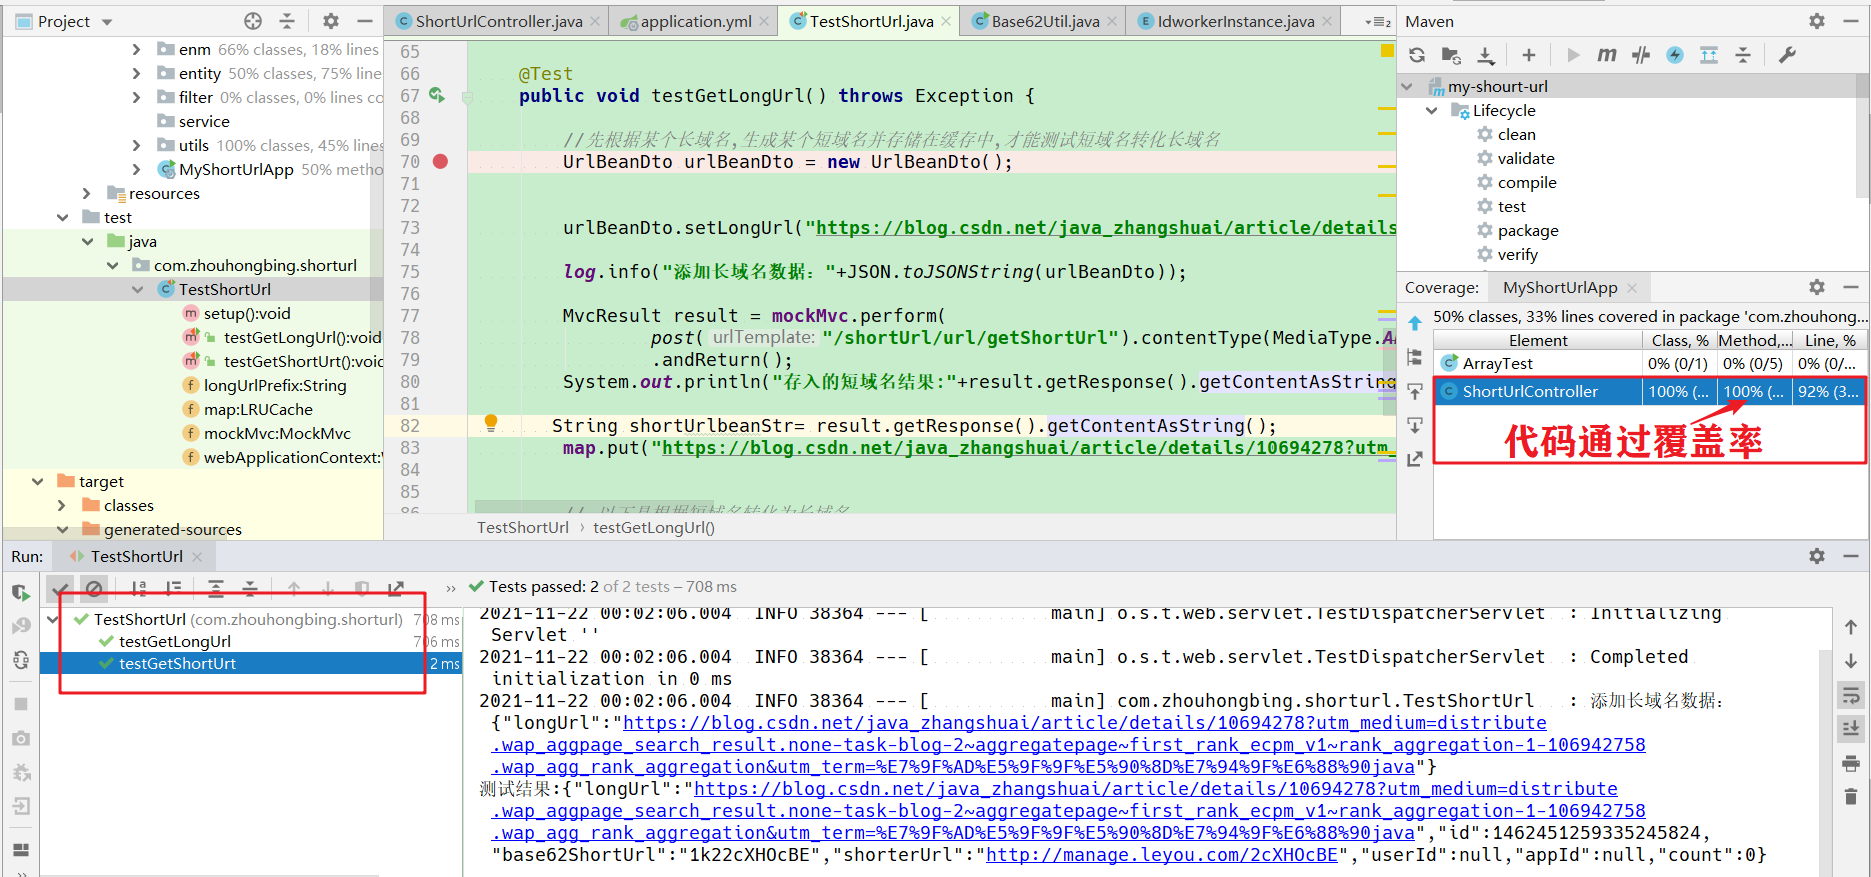 Project
ShortUrlController.java
application.yml
TestShortUrl.java
Base62Util.java
IdworkerInstance.java
2
Maven
enm 66% classes, 18% lines
entity 50% classes, 75% line
filter 0% classes, 0% lines co
service
utils 100% classes, 45% lines
MyShortUrlApp 50% metho
resources
test
java
com.zhouhongbing.shorturl
TestShortUrl
setup():void
testGetLongUrl():void
testGetShortUrt():void
longUrlPrefix:String
map:LRUCache
mockMvc:MockMvc
webApplicationContext:
target
classes
generated-sources
65
66 @Test
67 public void testGetLongUrl() throws Exception {
68
69 //先根据某个长域名,生成某个短域名并存储在缓存中,才能测试短域名转化长域名
70 UrlBeanDto urlBeanDto = new UrlBeanDto();
71
72
73 urlBeanDto.setLongUrl("https://blog.csdn.net/java_zhangshuai/article/details
74
75 log.info("添加长域名数据："+JSON.toJSONString(urlBeanDto));
76
77 MvcResult result = mockMvc.perform(
78 post( urlTemplate: "/shortUrl/url/getShortUrl").contentType(MediaType.A
79 .andReturn();
80 System.out.println("存入的短域名结果:"+result.getResponse().getContentAsString
81
82 String shortUrlbeanStr= result.getResponse().getContentAsString();
83 map.put("https://blog.csdn.net/java_zhangshuai/article/details/10694278?utm_
84
85
86 // 以下是根据短域名转化为长域名
TestShortUrl › testGetLongUrl()
my-shourt-url
Lifecycle
clean
validate
compile
test
package
verify
Coverage: MyShortUrlApp
50% classes, 33% lines covered in package 'com.zhouhong...
Element Class, % Method,... Line, %
ArrayTest 0% (0/1) 0% (0/5) 0% (0/...
ShortUrlController 100% (... 100% (... 92% (3...
代码通过覆盖率
Run: TestShortUrl
Tests passed: 2 of 2 tests – 708 ms
TestShortUrl (com.zhouhongbing.shorturl) 708 ms
testGetLongUrl 706 ms
testGetShortUrt 2 ms
2021-11-22 00:02:06.004 INFO 38364 --- [ main] o.s.t.web.servlet.TestDispatcherServlet : Initializing
Servlet ''
2021-11-22 00:02:06.004 INFO 38364 --- [ main] o.s.t.web.servlet.TestDispatcherServlet : Completed
initialization in 0 ms
2021-11-22 00:02:06.004 INFO 38364 --- [ main] com.zhouhongbing.shorturl.TestShortUrl : 添加长域名数据：
{"longUrl":"https://blog.csdn.net/java_zhangshuai/article/details/10694278?utm_medium=distribute
.wap_aggpage_search_result.none-task-blog-2~aggregatepage~first_rank_ecpm_v1~rank_aggregation-1-106942758
.wap_agg_rank_aggregation&utm_term=%E7%9F%AD%E5%9F%9F%E5%90%8D%E7%94%9F%E6%88%90java"}
测试结果:{"longUrl":"https://blog.csdn.net/java_zhangshuai/article/details/10694278?utm_medium=distribute
.wap_aggpage_search_result.none-task-blog-2~aggregatepage~first_rank_ecpm_v1~rank_aggregation-1-106942758
.wap_agg_rank_aggregation&utm_term=%E7%9F%AD%E5%9F%9F%E5%90%8D%E7%94%9F%E6%88%90java","id":1462451259335245824,
"base62ShortUrl":"1k22cXHOcBE","shorterUrl":"http://manage.leyou.com/2cXHOcBE","userId":null,"appId":null,"count":0}